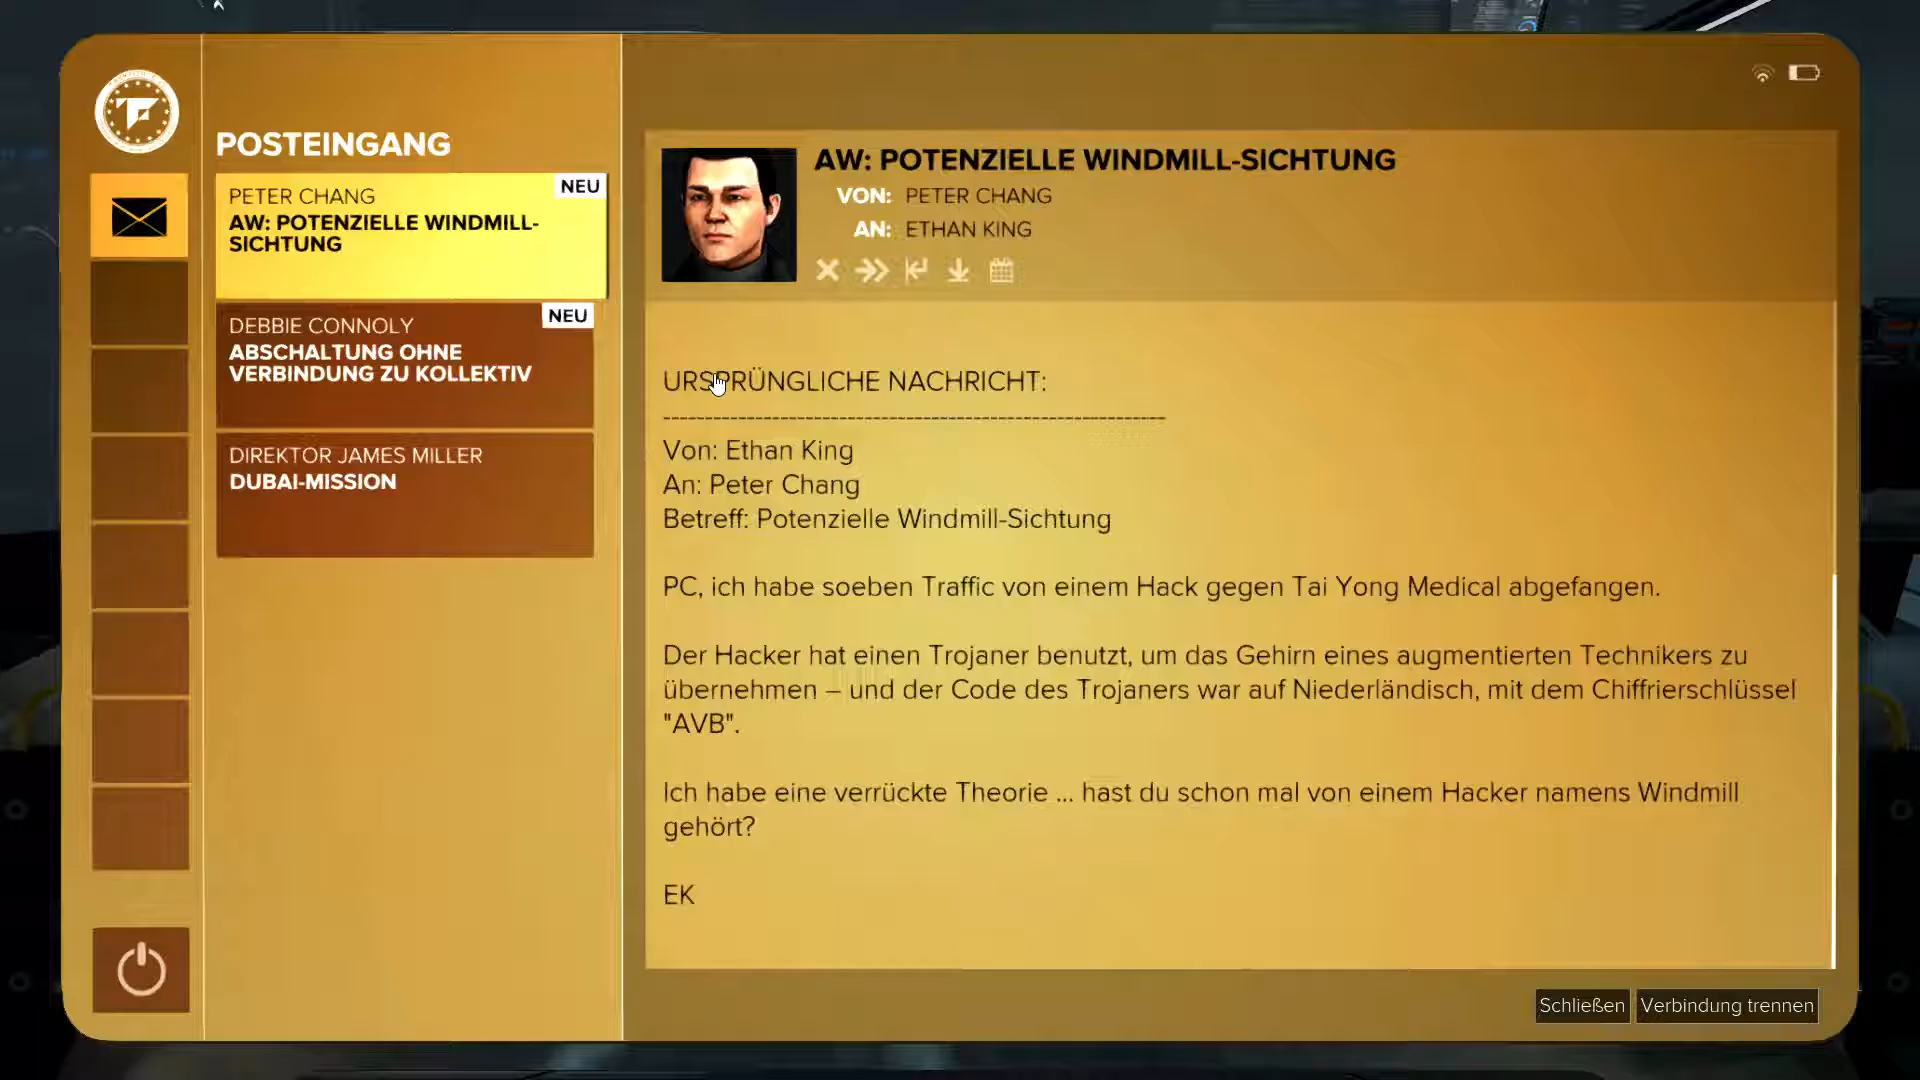 POSTEINGANG
PETER CHANG
NEU
AW: POTENZIELLE WINDMILL-
SICHTUNG
DEBBIE CONNOLY
NEU
ABSCHALTUNG OHNE
VERBINDUNG ZU KOLLEKTIV
DIREKTOR JAMES MILLER
DUBAI-MISSION
AW: POTENZIELLE WINDMILL-SICHTUNG
VON: PETER CHANG
AN: ETHAN KING
URSPRÜNGLICHE NACHRICHT:
------------------------------------------------------------
Von: Ethan King
An: Peter Chang
Betreff: Potenzielle Windmill-Sichtung
PC, ich habe soeben Traffic von einem Hack gegen Tai Yong Medical abgefangen.
Der Hacker hat einen Trojaner benutzt, um das Gehirn eines augmentierten Technikers zu
übernehmen – und der Code des Trojaners war auf Niederländisch, mit dem Chiffrierschlüssel
"AVB".
Ich habe eine verrückte Theorie ... hast du schon mal von einem Hacker namens Windmill
gehört?
EK
Schließen
Verbindung trennen